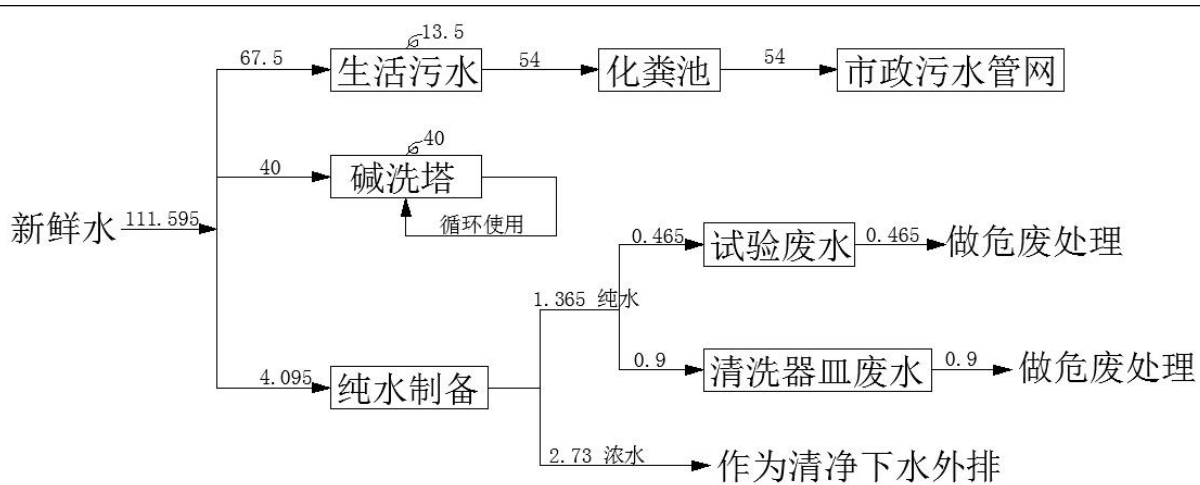 13.5
67.5
生活污水
54
化粪池
54
市政污水管网
40
40
碱洗塔
循环使用
新鲜水
111.595
0.465
试验废水
0.465
做危废处理
1.365 纯水
4.095
纯水制备
0.9
清洗器皿废水
0.9
做危废处理
2.73 浓水
作为清净下水外排